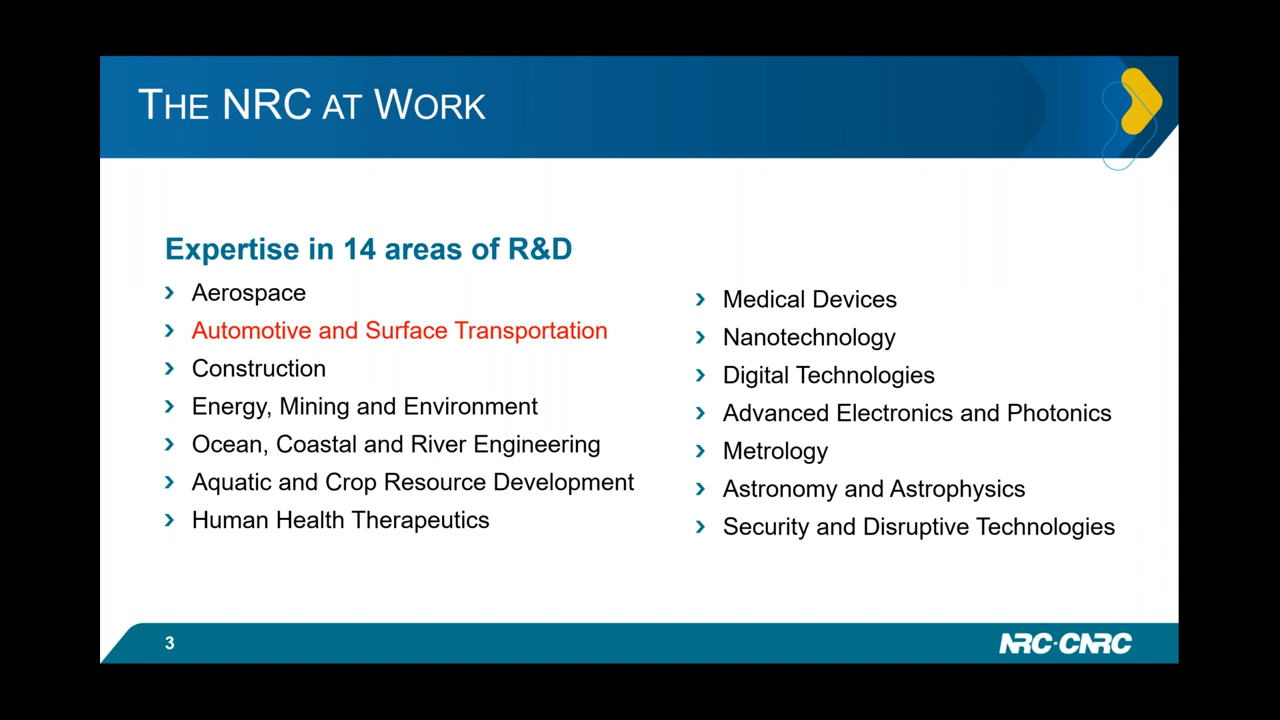 THE NRC AT WORK
Expertise in 14 areas of R&D
Aerospace
Automotive and Surface Transportation
Construction
Energy, Mining and Environment
Ocean, Coastal and River Engineering
Aquatic and Crop Resource Development
Human Health Therapeutics
Medical Devices
Nanotechnology
Digital Technologies
Advanced Electronics and Photonics
Metrology
Astronomy and Astrophysics
Security and Disruptive Technologies
3
NRC·CNRC